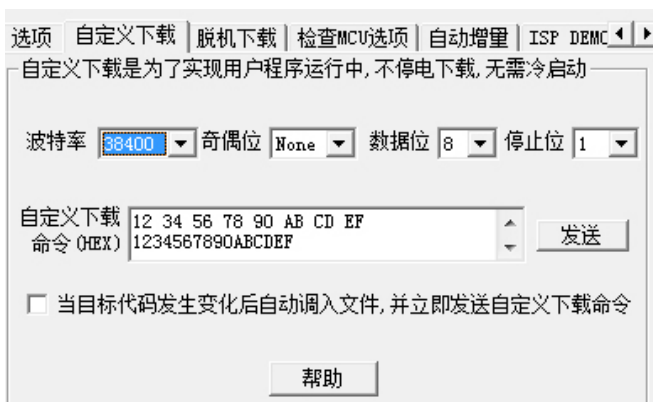 选项 自定义下载 脱机下载 检查MCU选项 自动增量 ISP DEMO
自定义下载是为了实现用户程序运行中,不停电下载,无需冷启动
波特率 38400 奇偶位 None 数据位 8 停止位 1
自定义下载 12 34 56 78 90 AB CD EF
命令(HEX) 1234567890ABCDEF 发送
当目标代码发生变化后自动调入文件,并立即发送自定义下载命令
帮助